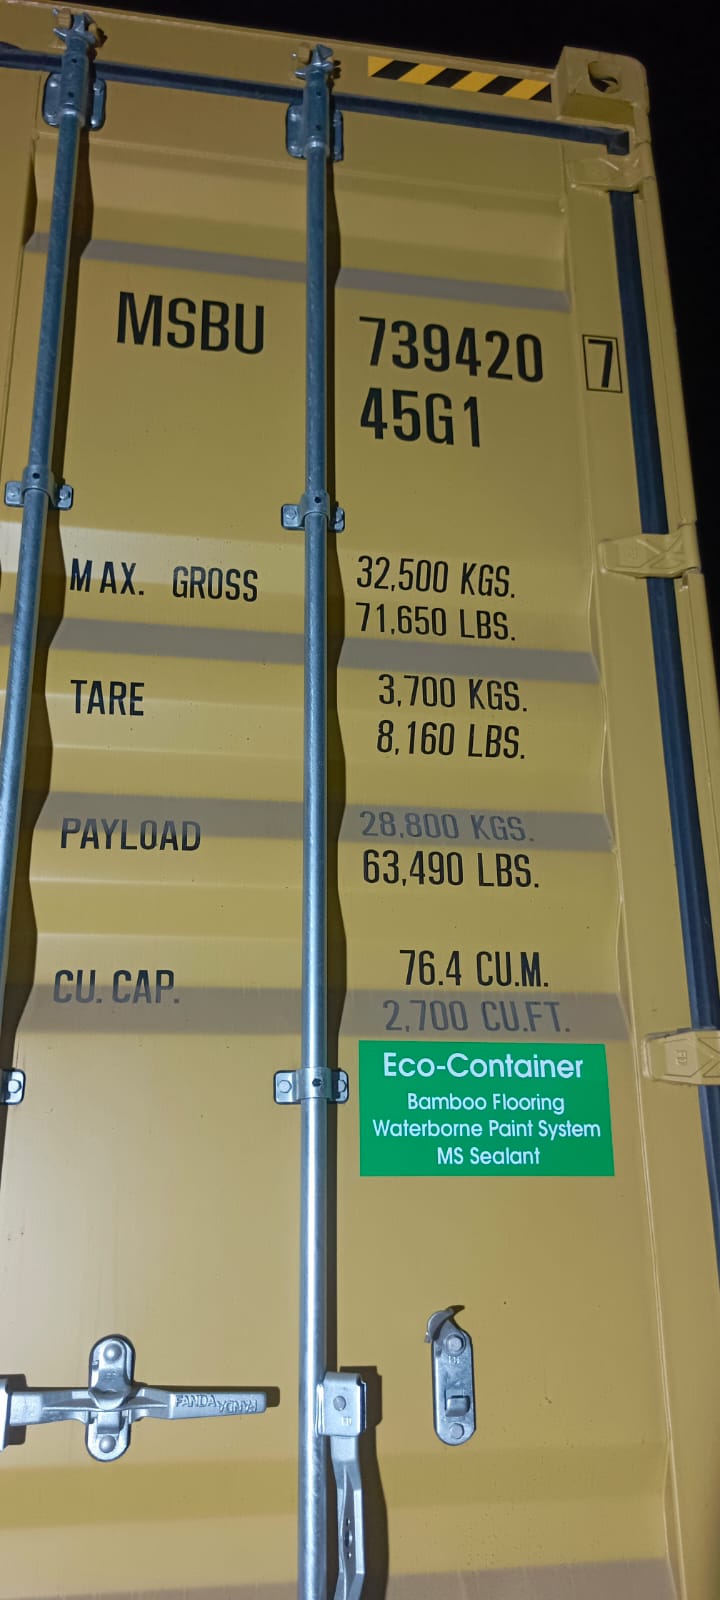 MSBU 739420 7
45G1
MAX. GROSS 32,500 KGS.
71,650 LBS.
TARE 3,700 KGS.
8,160 LBS.
PAYLOAD 28,800 KGS.
63,490 LBS.
CU. CAP. 76.4 CU.M.
2,700 CU.FT.
Eco-Container
Bamboo Flooring
Waterborne Paint System
MS Sealant